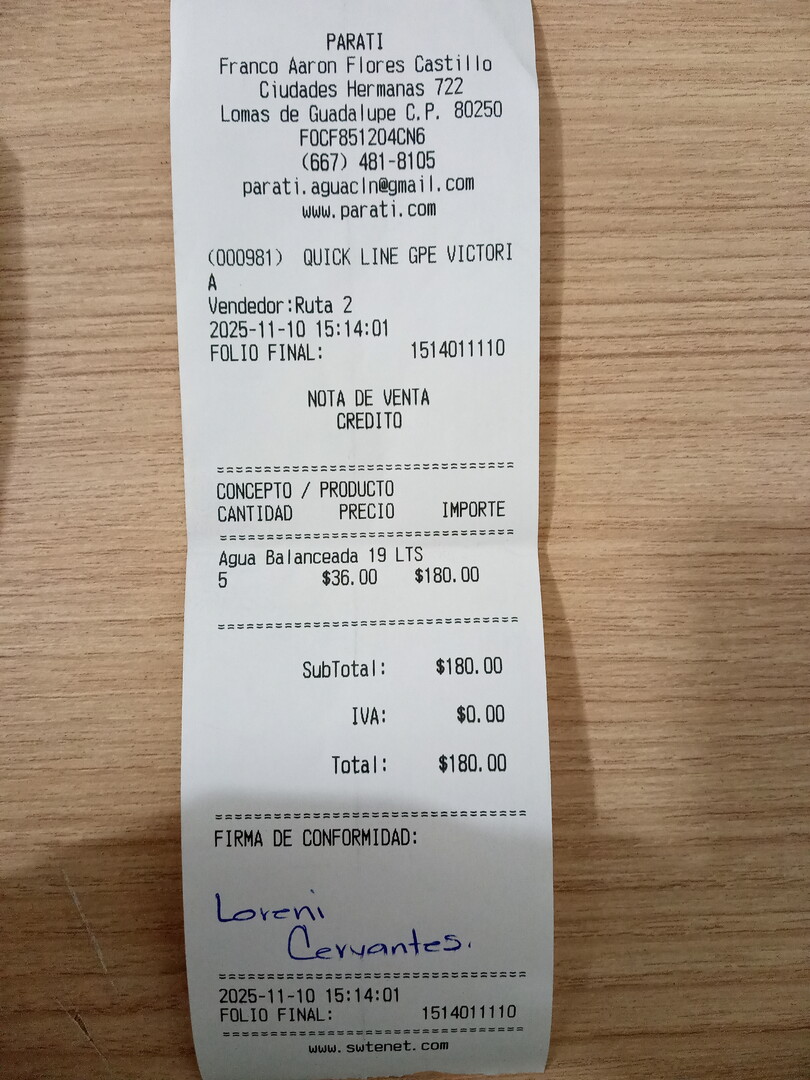 PARATI
Franco Aaron Flores Castillo
Ciudades Hermanas 722
Lomas de Guadalupe C.P. 80250
FOCF851204CN6
(667) 481-8105
parati.aguacln@gmail.com
www.parati.com
(000981) QUICK LINE GPE VICTORI
A
Vendedor:Ruta 2
2025-11-10 15:14:01
FOLIO FINAL: 1514011110
NOTA DE VENTA
CREDITO
================================
CONCEPTO / PRODUCTO
CANTIDAD PRECIO IMPORTE
================================
Agua Balanceada 19 LTS
5 $36.00 $180.00
================================
SubTotal: $180.00
IVA: $0.00
Total: $180.00
================================
FIRMA DE CONFORMIDAD:
Loreni
Cervantes.
================================
2025-11-10 15:14:01
FOLIO FINAL: 1514011110
================================
www.swtenet.com